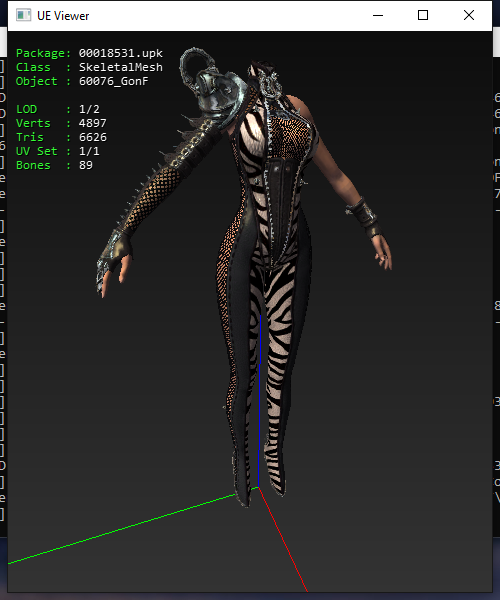 UE Viewer
Package: 00018531.upk
Class : SkeletalMesh
Object : 60076_GonF
LOD : 1/2
Verts : 4897
Tris : 6626
UV Set : 1/1
Bones : 89